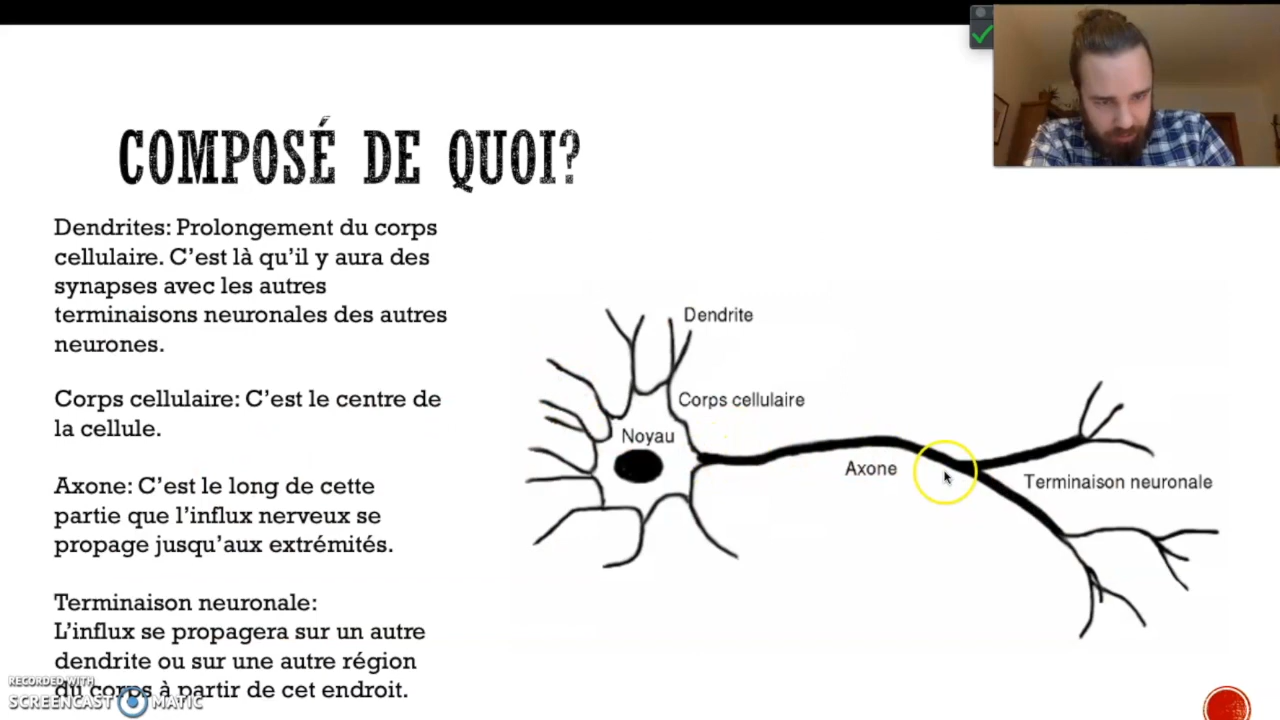 COMPOSÉ DE QUOI?
Dendrites: Prolongement du corps
cellulaire. C'est là qu'il y aura des
synapses avec les autres
terminaisons neuronales des autres
neurones.
Corps cellulaire: C'est le centre de
la cellule.
Axone: C'est le long de cette
partie que l'influx nerveux se
propage jusqu'aux extrémités.
Terminaison neuronale:
L'influx se propagera sur un autre
dendrite ou sur une autre région
du corps à partir de cet endroit.
Dendrite
Corps cellulaire
Noyau
Axone
Terminaison neuronale
RECORDED WITH
SCREENCAST MATIC